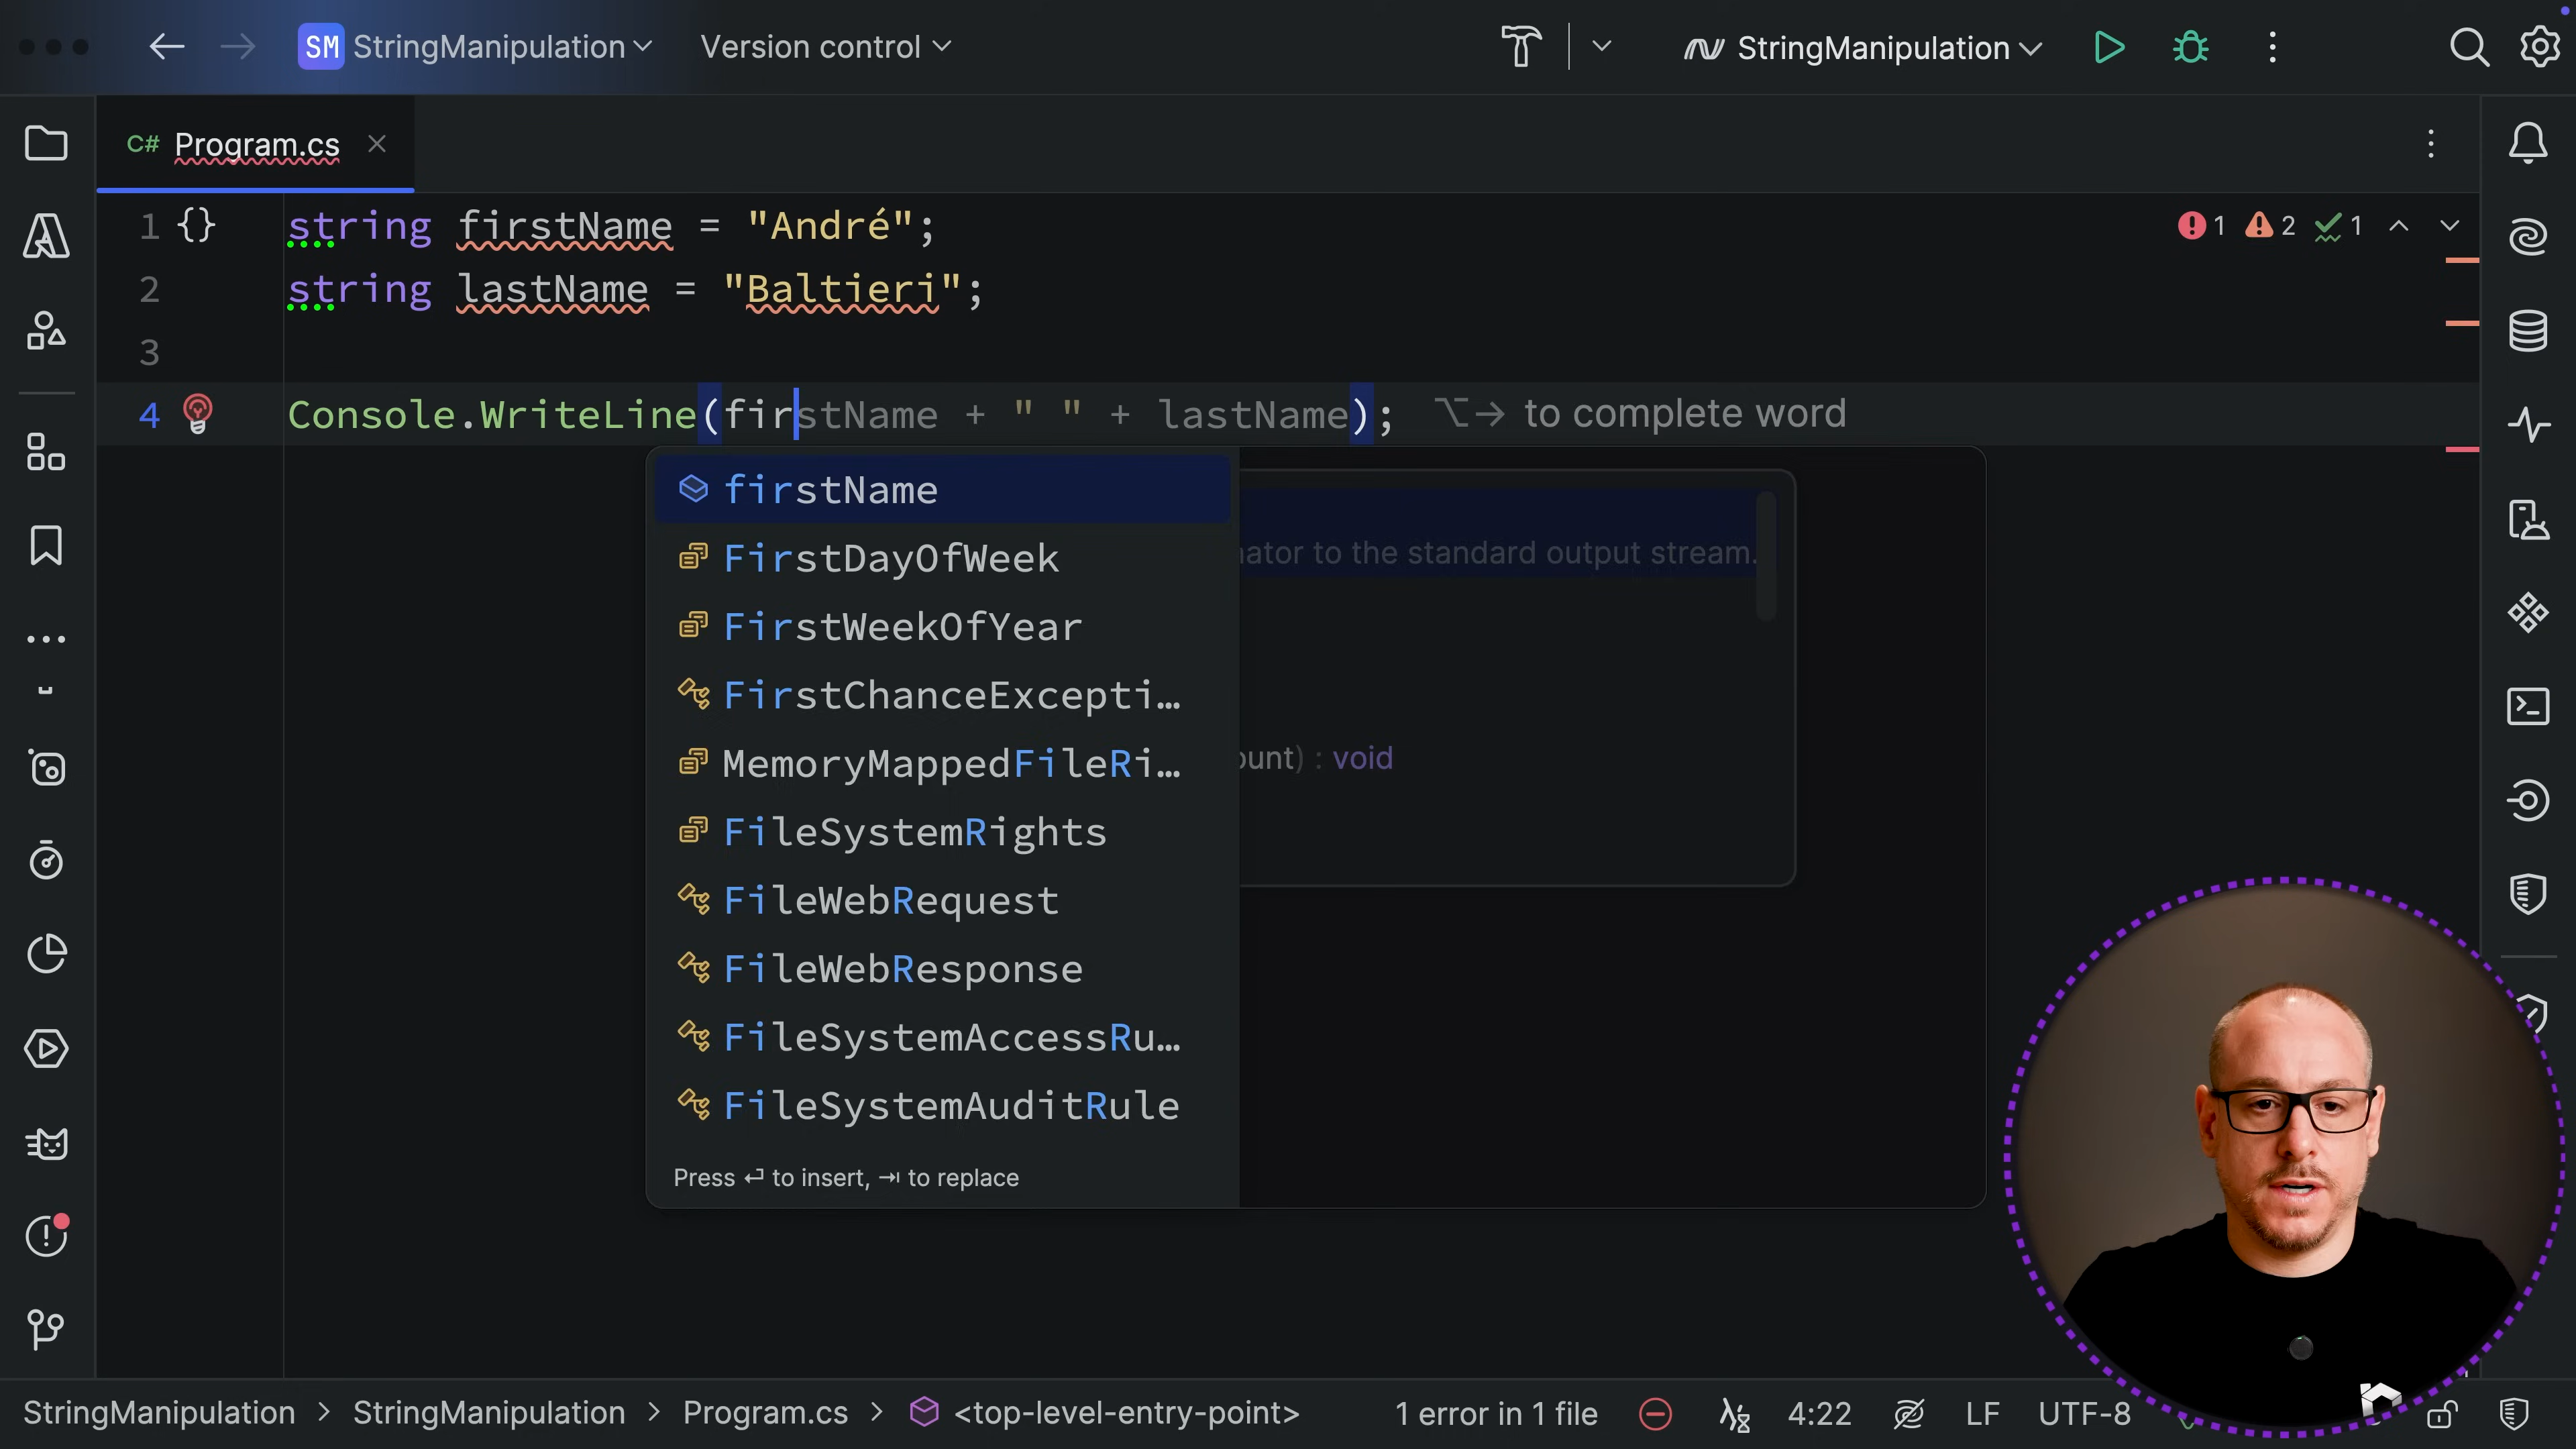 SM StringManipulation
Version control
StringManipulation
C# Program.cs
1 {} string firstName = "André";
1 2 1
2 string lastName = "Baltieri";
3
4 Console.WriteLine(firstName + " " + lastName); ⌥→ to complete word
firstName
FirstDayOfWeek
nator to the standard output stream.
FirstWeekOfYear
FirstChanceExcepti…
MemoryMappedFileRi…
ount) : void
FileSystemRights
FileWebRequest
FileWebResponse
FileSystemAccessRu…
FileSystemAuditRule
Press ↵ to insert, ⇥ to replace
StringManipulation > StringManipulation > Program.cs > <top-level-entry-point>
1 error in 1 file
4:22
LF
UTF-8